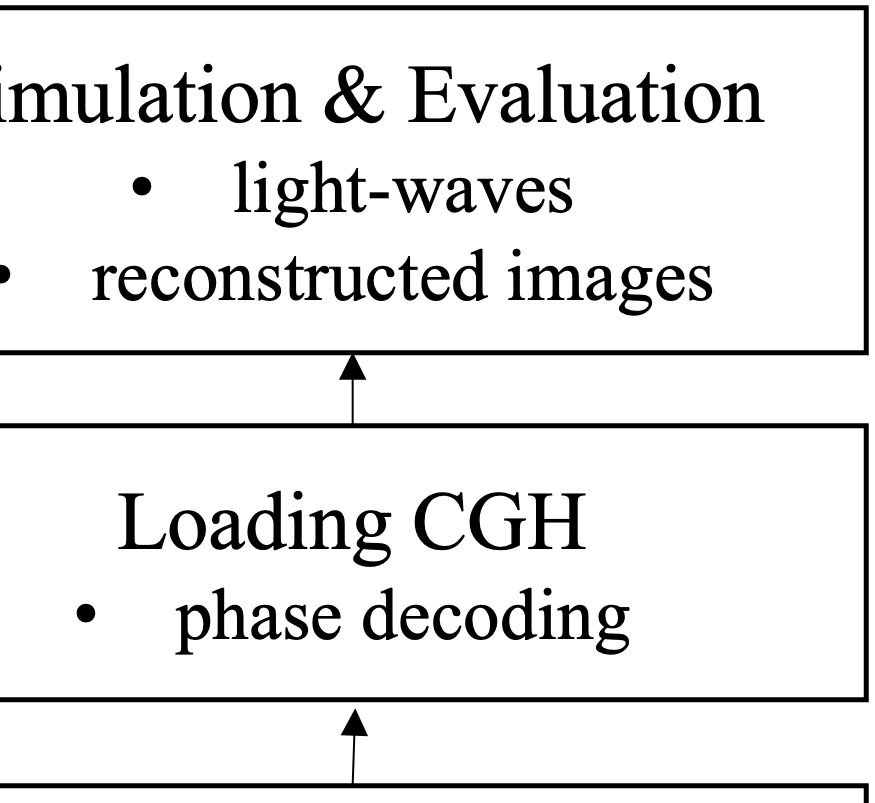 imulation & Evaluation
• light-waves
• reconstructed images
Loading CGH
• phase decoding